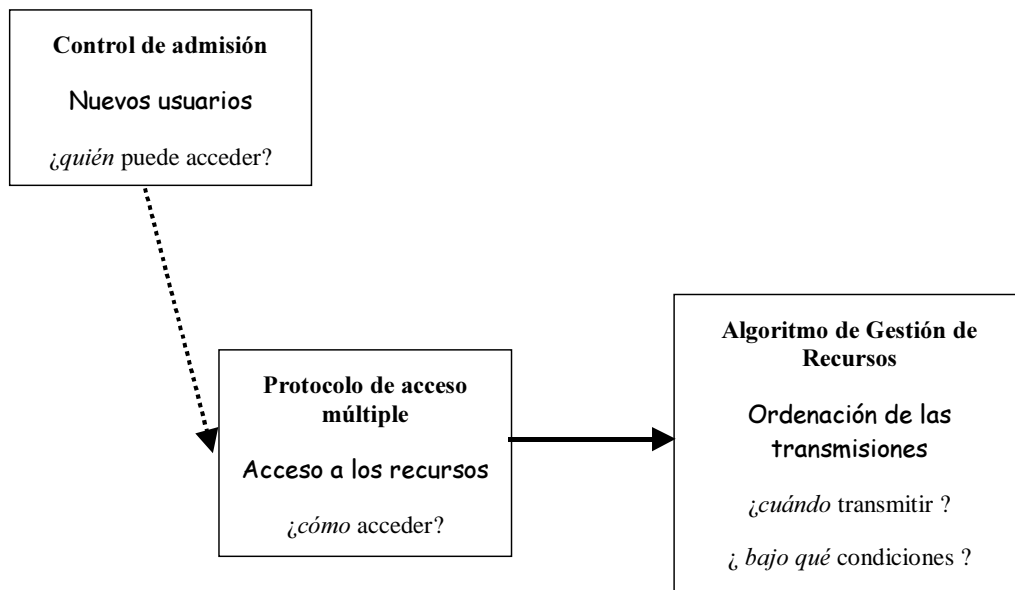 Control de admisión
Nuevos usuarios
¿quién puede acceder?
Protocolo de acceso
múltiple
Acceso a los recursos
¿cómo acceder?
Algoritmo de Gestión de
Recursos
Ordenación de las
transmisiones
¿cuándo transmitir ?
¿ bajo qué condiciones ?